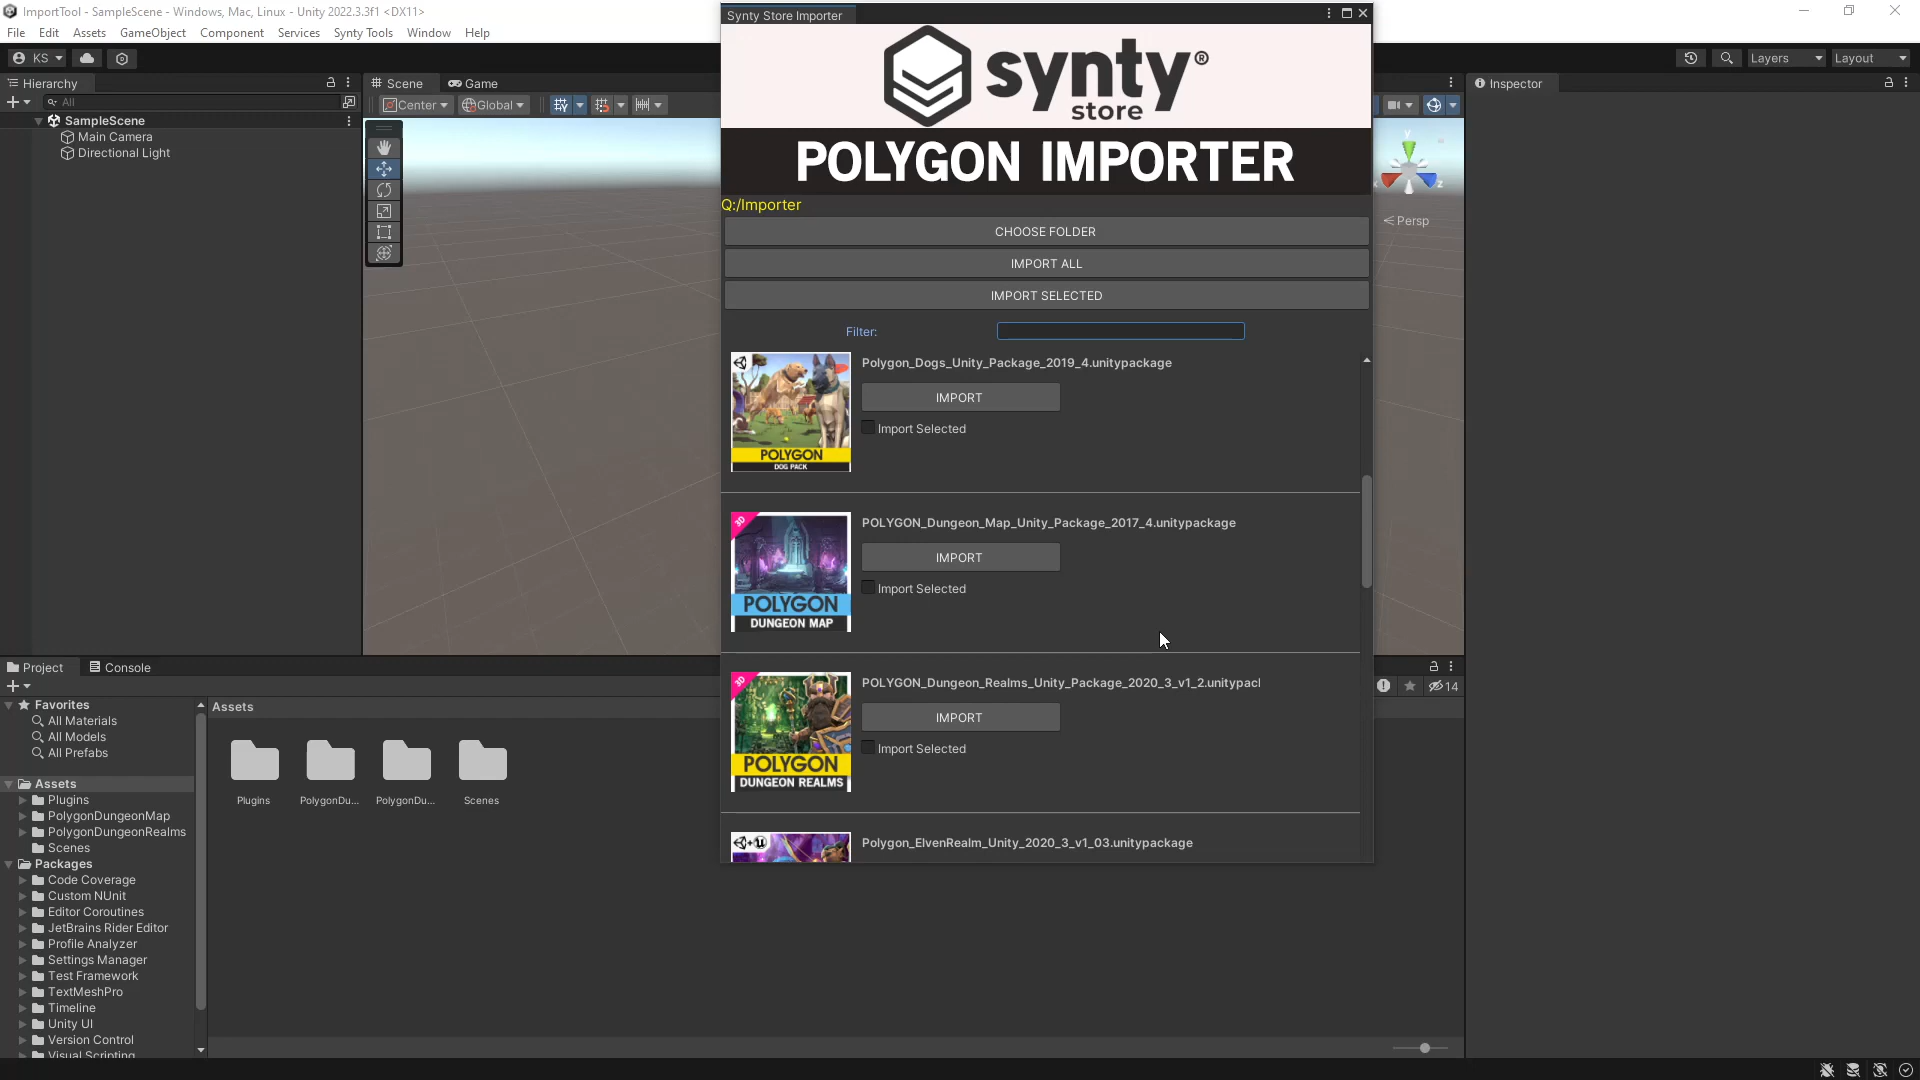 ImportTool - SampleScene - Windows, Mac, Linux - Unity 2022.3.3f1 <DX11>
File Edit Assets GameObject Component Services Synty Tools Window Help
KS
Layers
Layout
Hierarchy
All
SampleScene
Main Camera
Directional Light
Scene
Game
Center
Global
Synty Store Importer
synty®
store
POLYGON IMPORTER
Q:/Importer
CHOOSE FOLDER
IMPORT ALL
IMPORT SELECTED
Filter:
Polygon_Dogs_Unity_Package_2019_4.unitypackage
IMPORT
Import Selected
POLYGON
DOG PACK
POLYGON_Dungeon_Map_Unity_Package_2017_4.unitypackage
IMPORT
Import Selected
3D
POLYGON
DUNGEON MAP
POLYGON_Dungeon_Realms_Unity_Package_2020_3_v1_2.unitypacl
IMPORT
Import Selected
3D
POLYGON
DUNGEON REALMS
Polygon_ElvenRealm_Unity_2020_3_v1_03.unitypackage
y
x
z
Persp
Inspector
Project
Console
14
Favorites
All Materials
All Models
All Prefabs
Assets
Plugins
PolygonDungeonMap
PolygonDungeonRealms
Scenes
Packages
Code Coverage
Custom NUnit
Editor Coroutines
JetBrains Rider Editor
Profile Analyzer
Settings Manager
Test Framework
TextMeshPro
Timeline
Unity UI
Version Control
Visual Scripting
Assets
Plugins
PolygonDu...
PolygonDu...
Scenes